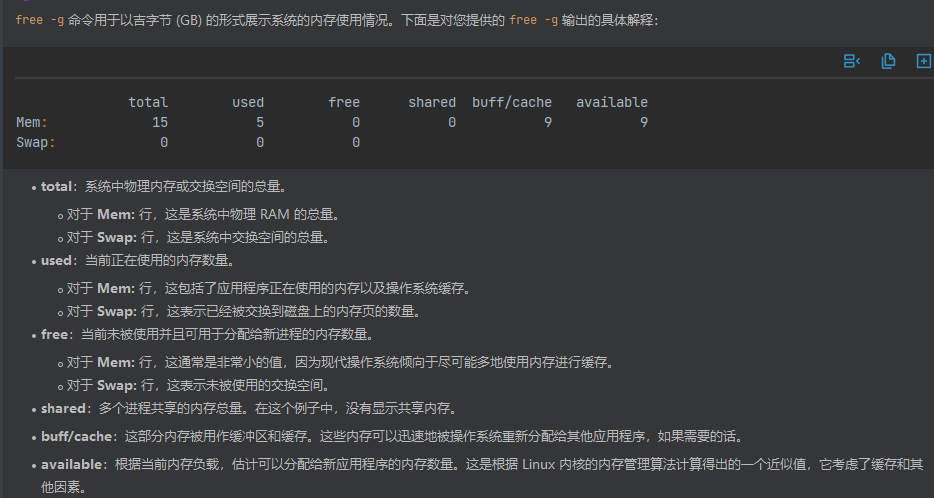 free -g 命令用于以吉字节 (GB) 的形式展示系统的内存使用情况。下面是对您提供的 free -g 输出的具体解释：
total used free shared buff/cache available
Mem: 15 5 0 0 9 9
Swap: 0 0 0
• total：系统中物理内存或交换空间的总量。
○ 对于 Mem: 行，这是系统中物理 RAM 的总量。
○ 对于 Swap: 行，这是系统中交换空间的总量。
• used：当前正在使用的内存数量。
○ 对于 Mem: 行，这包括了应用程序正在使用的内存以及操作系统缓存。
○ 对于 Swap: 行，这表示已经被交换到磁盘上的内存页的数量。
• free：当前未被使用并且可用于分配给新进程的内存数量。
○ 对于 Mem: 行，这通常是非常小的值，因为现代操作系统倾向于尽可能多地使用内存进行缓存。
○ 对于 Swap: 行，这表示未被使用的交换空间。
• shared：多个进程共享的内存总量。在这个例子中，没有显示共享内存。
• buff/cache：这部分内存被用作缓冲区和缓存。这些内存可以迅速地被操作系统重新分配给其他应用程序，如果需要的话。
• available：根据当前内存负载，估计可以分配给新应用程序的内存数量。这是根据 Linux 内核的内存管理算法计算得出的一个近似值，它考虑了缓存和其
他因素。